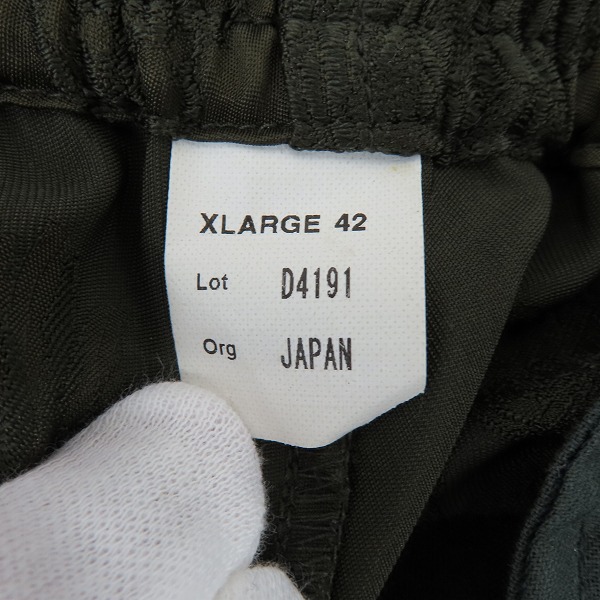 XLARGE 42
Lot D4191
Org JAPAN